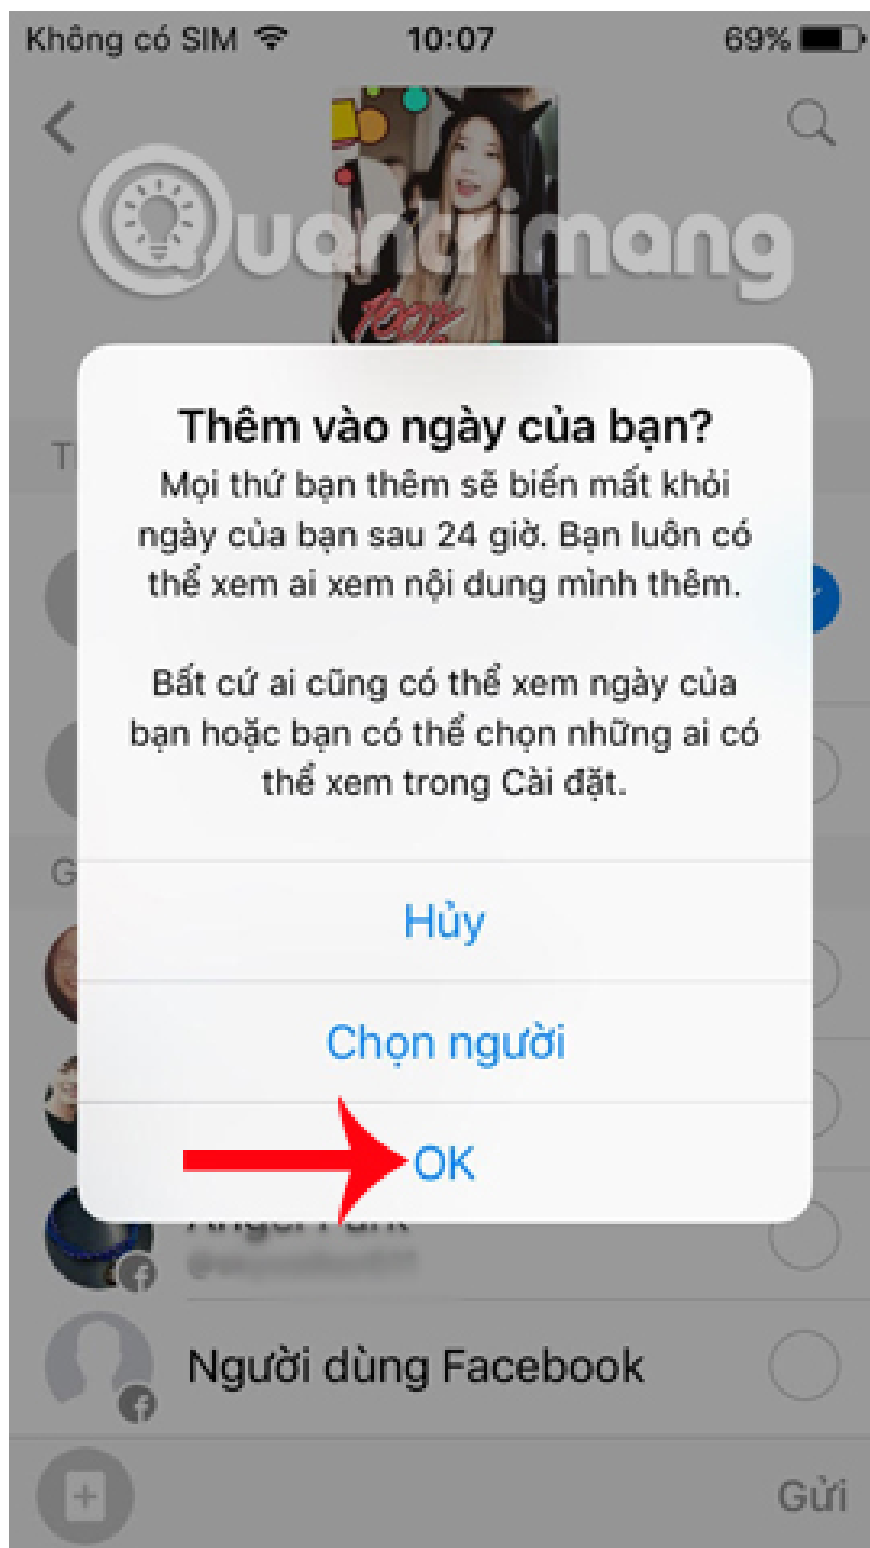 Không có SIM 10:07 69%
Quantrimang
100%
Thêm vào ngày của bạn?
Mọi thứ bạn thêm sẽ biến mất khỏi
ngày của bạn sau 24 giờ. Bạn luôn có
thể xem ai xem nội dung mình thêm.
Bất cứ ai cũng có thể xem ngày của
bạn hoặc bạn có thể chọn những ai có
thể xem trong Cài đặt.
Hủy
Chọn người
OK
Người dùng Facebook
Gửi